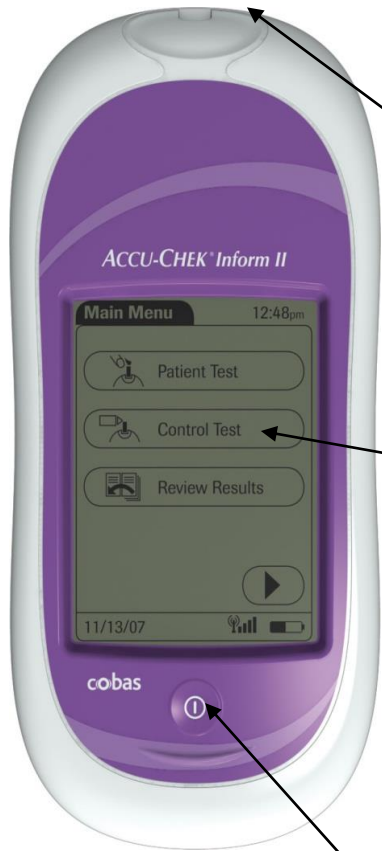 ACCU-CHEK® Inform II
Main Menu 12:48pm
Patient Test
Control Test
Review Results
11/13/07
cobas